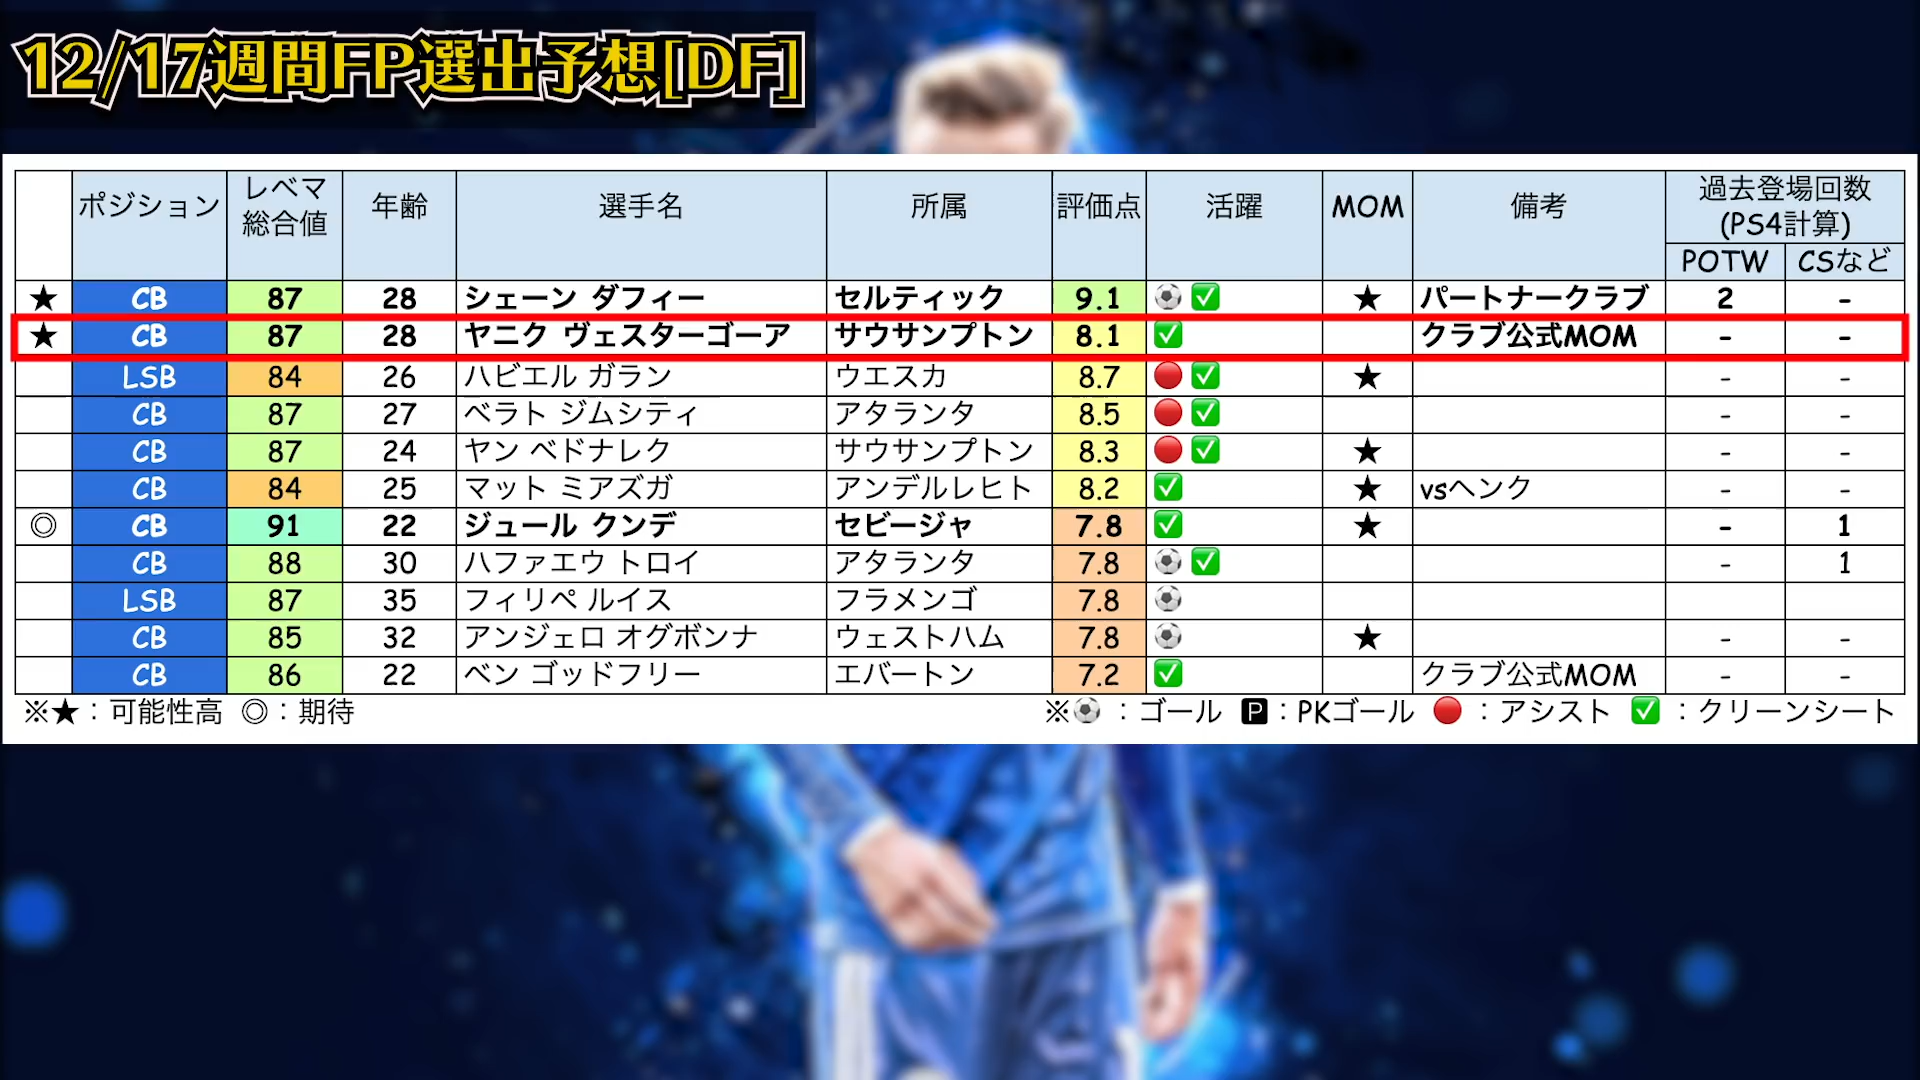 12/17週間FP選出予想[DF]
ポジション レベマ総合値 年齢 選手名 所属 評価点 活躍 MOM 備考 過去登場回数(PS4計算)
POTW CSなど
★ CB 87 28 シェーン ダフィー セルティック 9.1 ⚽ ✅ ★ パートナークラブ 2 -
★ CB 87 28 ヤニク ヴェスターゴーア サウサンプトン 8.1 ✅ クラブ公式MOM - -
LSB 84 26 ハビエル ガラン ウエスカ 8.7 🔴 ✅ ★ - -
CB 87 27 ベラト ジムシティ アタランタ 8.5 🔴 ✅ - -
CB 87 24 ヤン ベドナレク サウサンプトン 8.3 🔴 ✅ ★ - -
CB 84 25 マット ミアズガ アンデルレヒト 8.2 ✅ ★ vsヘンク - -
◎ CB 91 22 ジュール クンデ セビージャ 7.8 ✅ ★ - 1
CB 88 30 ハファエウ トロイ アタランタ 7.8 ⚽ ✅ - 1
LSB 87 35 フィリペ ルイス フラメンゴ 7.8 ⚽
CB 85 32 アンジェロ オグボンナ ウェストハム 7.8 ⚽ ★ - -
CB 86 22 ベン ゴッドフリー エバートン 7.2 ✅ クラブ公式MOM - -
※★：可能性高 ◎：期待 ※⚽：ゴール 🅿：PKゴール 🔴：アシスト ✅：クリーンシート